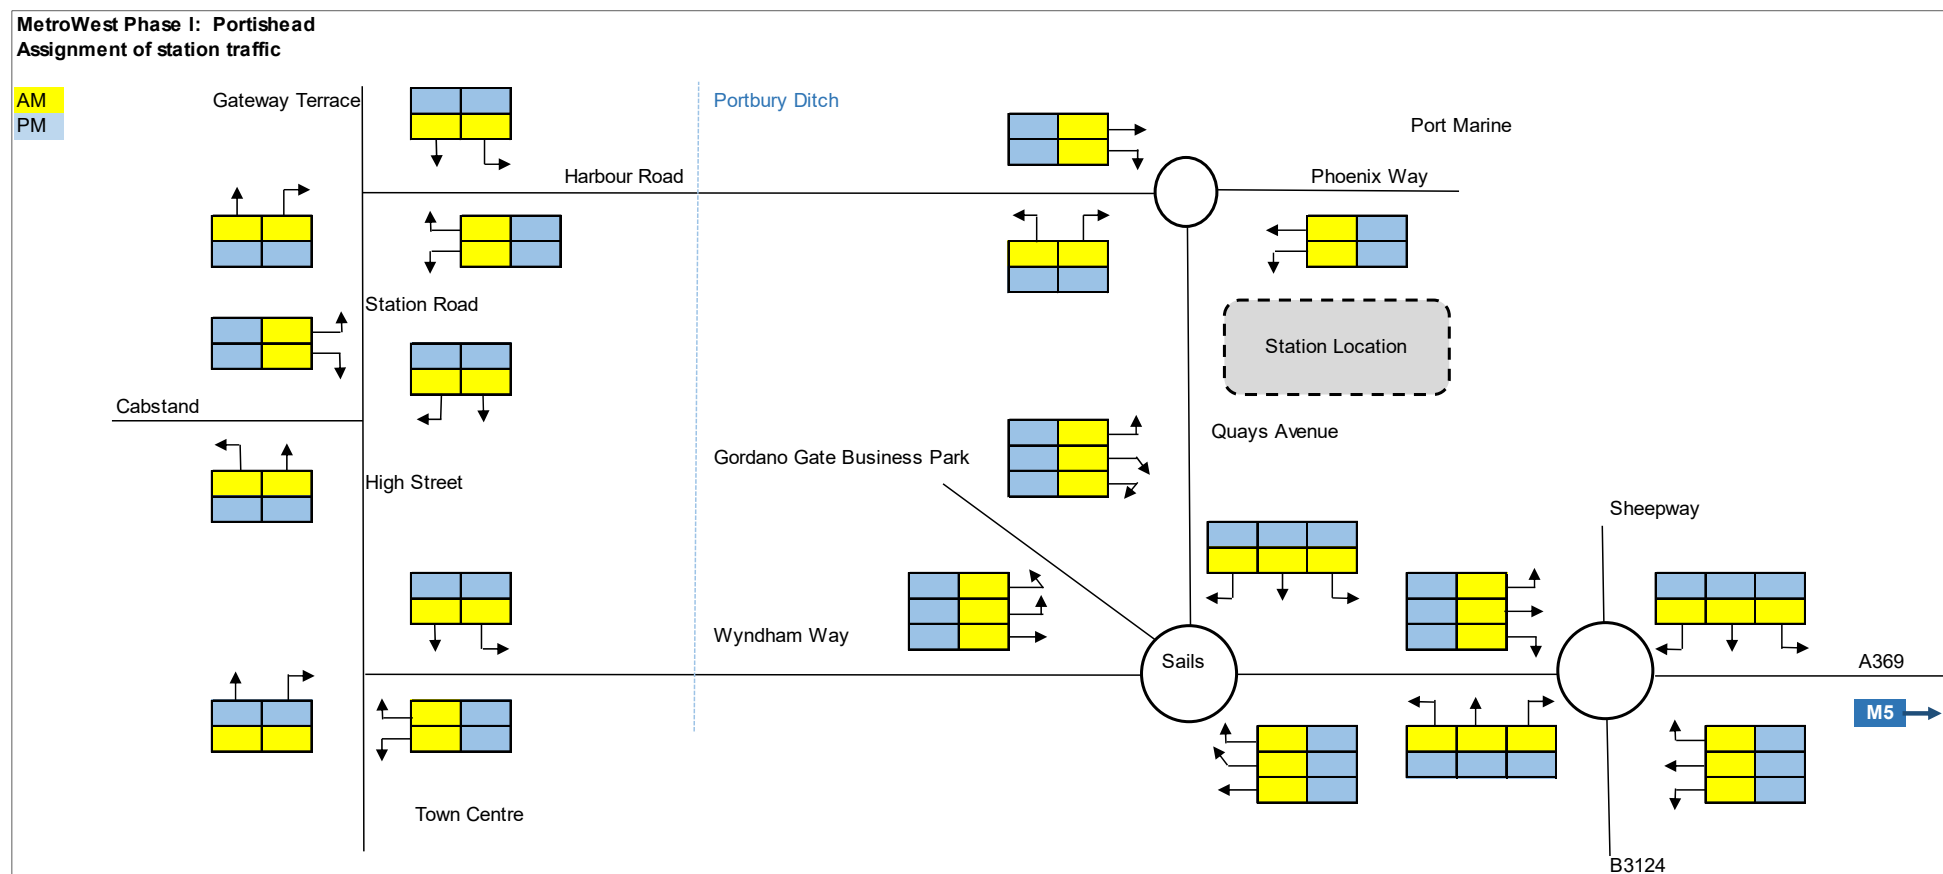 MetroWest Phase I: Portishead
Assignment of station traffic
AM
PM
Gateway Terrace
Portbury Ditch
Port Marine
Harbour Road
Phoenix Way
Station Road
Station Location
Cabstand
Quays Avenue
Gordano Gate Business Park
High Street
Sheepway
Wyndham Way
Sails
A369
M5
Town Centre
B3124